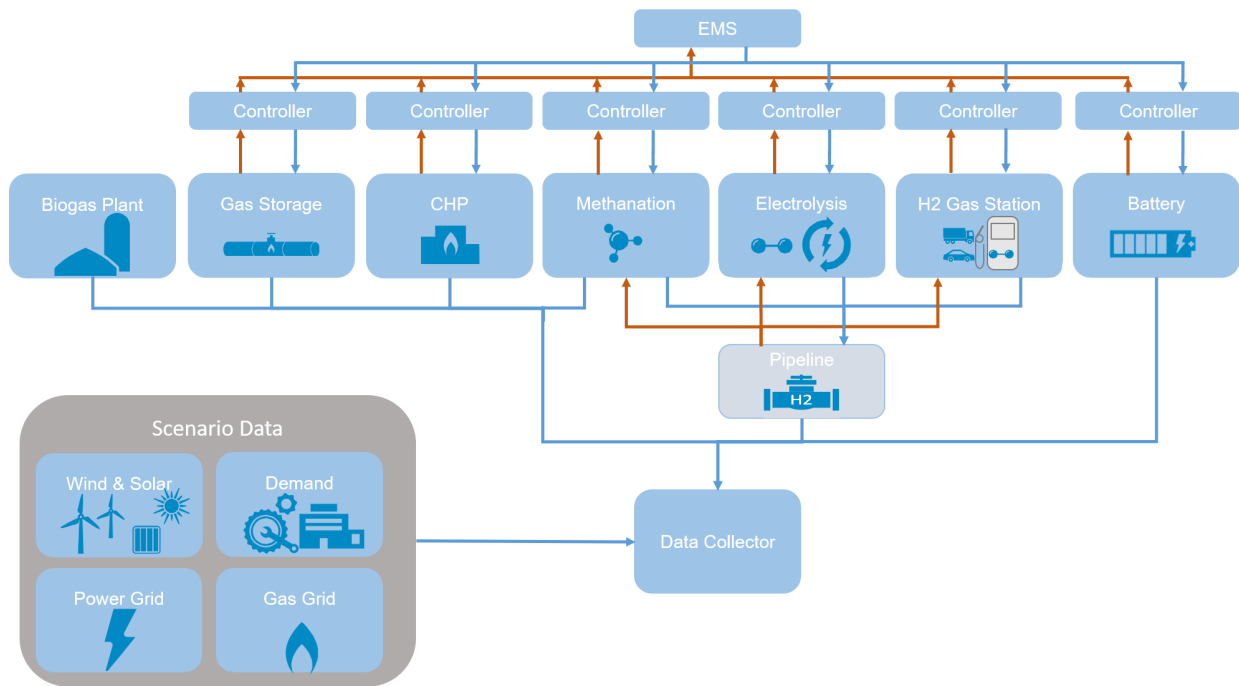 EMS
Controller
Controller
Controller
Controller
Controller
Controller
Biogas Plant
Gas Storage
CHP
Methanation
Electrolysis
H2 Gas Station
Battery
Pipeline
H2
Scenario Data
Wind & Solar
Demand
Data Collector
Power Grid
Gas Grid